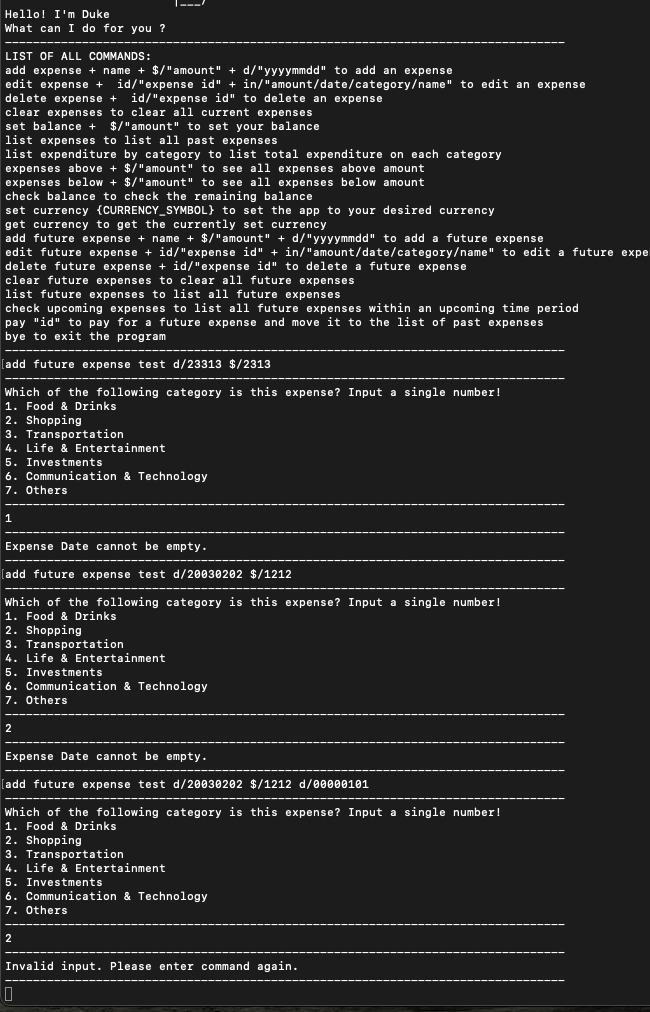 |___/
Hello! I'm Duke
What can I do for you ?
________________________________________________________________________________
LIST OF ALL COMMANDS:
add expense + name + $/"amount" + d/"yyyymmdd" to add an expense
edit expense +  id/"expense id" + in/"amount/date/category/name" to edit an expense
delete expense +  id/"expense id" to delete an expense
clear expenses to clear all current expenses
set balance +  $/"amount" to set your balance
list expenses to list all past expenses
list expenditure by category to list total expenditure on each category
expenses above + $/"amount" to see all expenses above amount
expenses below + $/"amount" to see all expenses below amount
check balance to check the remaining balance
set currency {CURRENCY_SYMBOL} to set the app to your desired currency
get currency to get the currently set currency
add future expense + name + $/"amount" + d/"yyyymmdd" to add a future expense
edit future expense + id/"expense id" + in/"amount/date/category/name" to edit a future expe
delete future expense + id/"expense id" to delete a future expense
clear future expenses to clear all future expenses
list future expenses to list all future expenses
check upcoming expenses to list all future expenses within an upcoming time period
pay "id" to pay for a future expense and move it to the list of past expenses
bye to exit the program
________________________________________________________________________________
add future expense test d/23313 $/2313
________________________________________________________________________________
Which of the following category is this expense? Input a single number!
1. Food & Drinks
2. Shopping
3. Transportation
4. Life & Entertainment
5. Investments
6. Communication & Technology
7. Others
________________________________________________________________________________
1
________________________________________________________________________________
Expense Date cannot be empty.
________________________________________________________________________________
add future expense test d/20030202 $/1212
________________________________________________________________________________
Which of the following category is this expense? Input a single number!
1. Food & Drinks
2. Shopping
3. Transportation
4. Life & Entertainment
5. Investments
6. Communication & Technology
7. Others
________________________________________________________________________________
2
________________________________________________________________________________
Expense Date cannot be empty.
________________________________________________________________________________
add future expense test d/20030202 $/1212 d/00000101
________________________________________________________________________________
Which of the following category is this expense? Input a single number!
1. Food & Drinks
2. Shopping
3. Transportation
4. Life & Entertainment
5. Investments
6. Communication & Technology
7. Others
________________________________________________________________________________
2
________________________________________________________________________________
Invalid input. Please enter command again.
________________________________________________________________________________